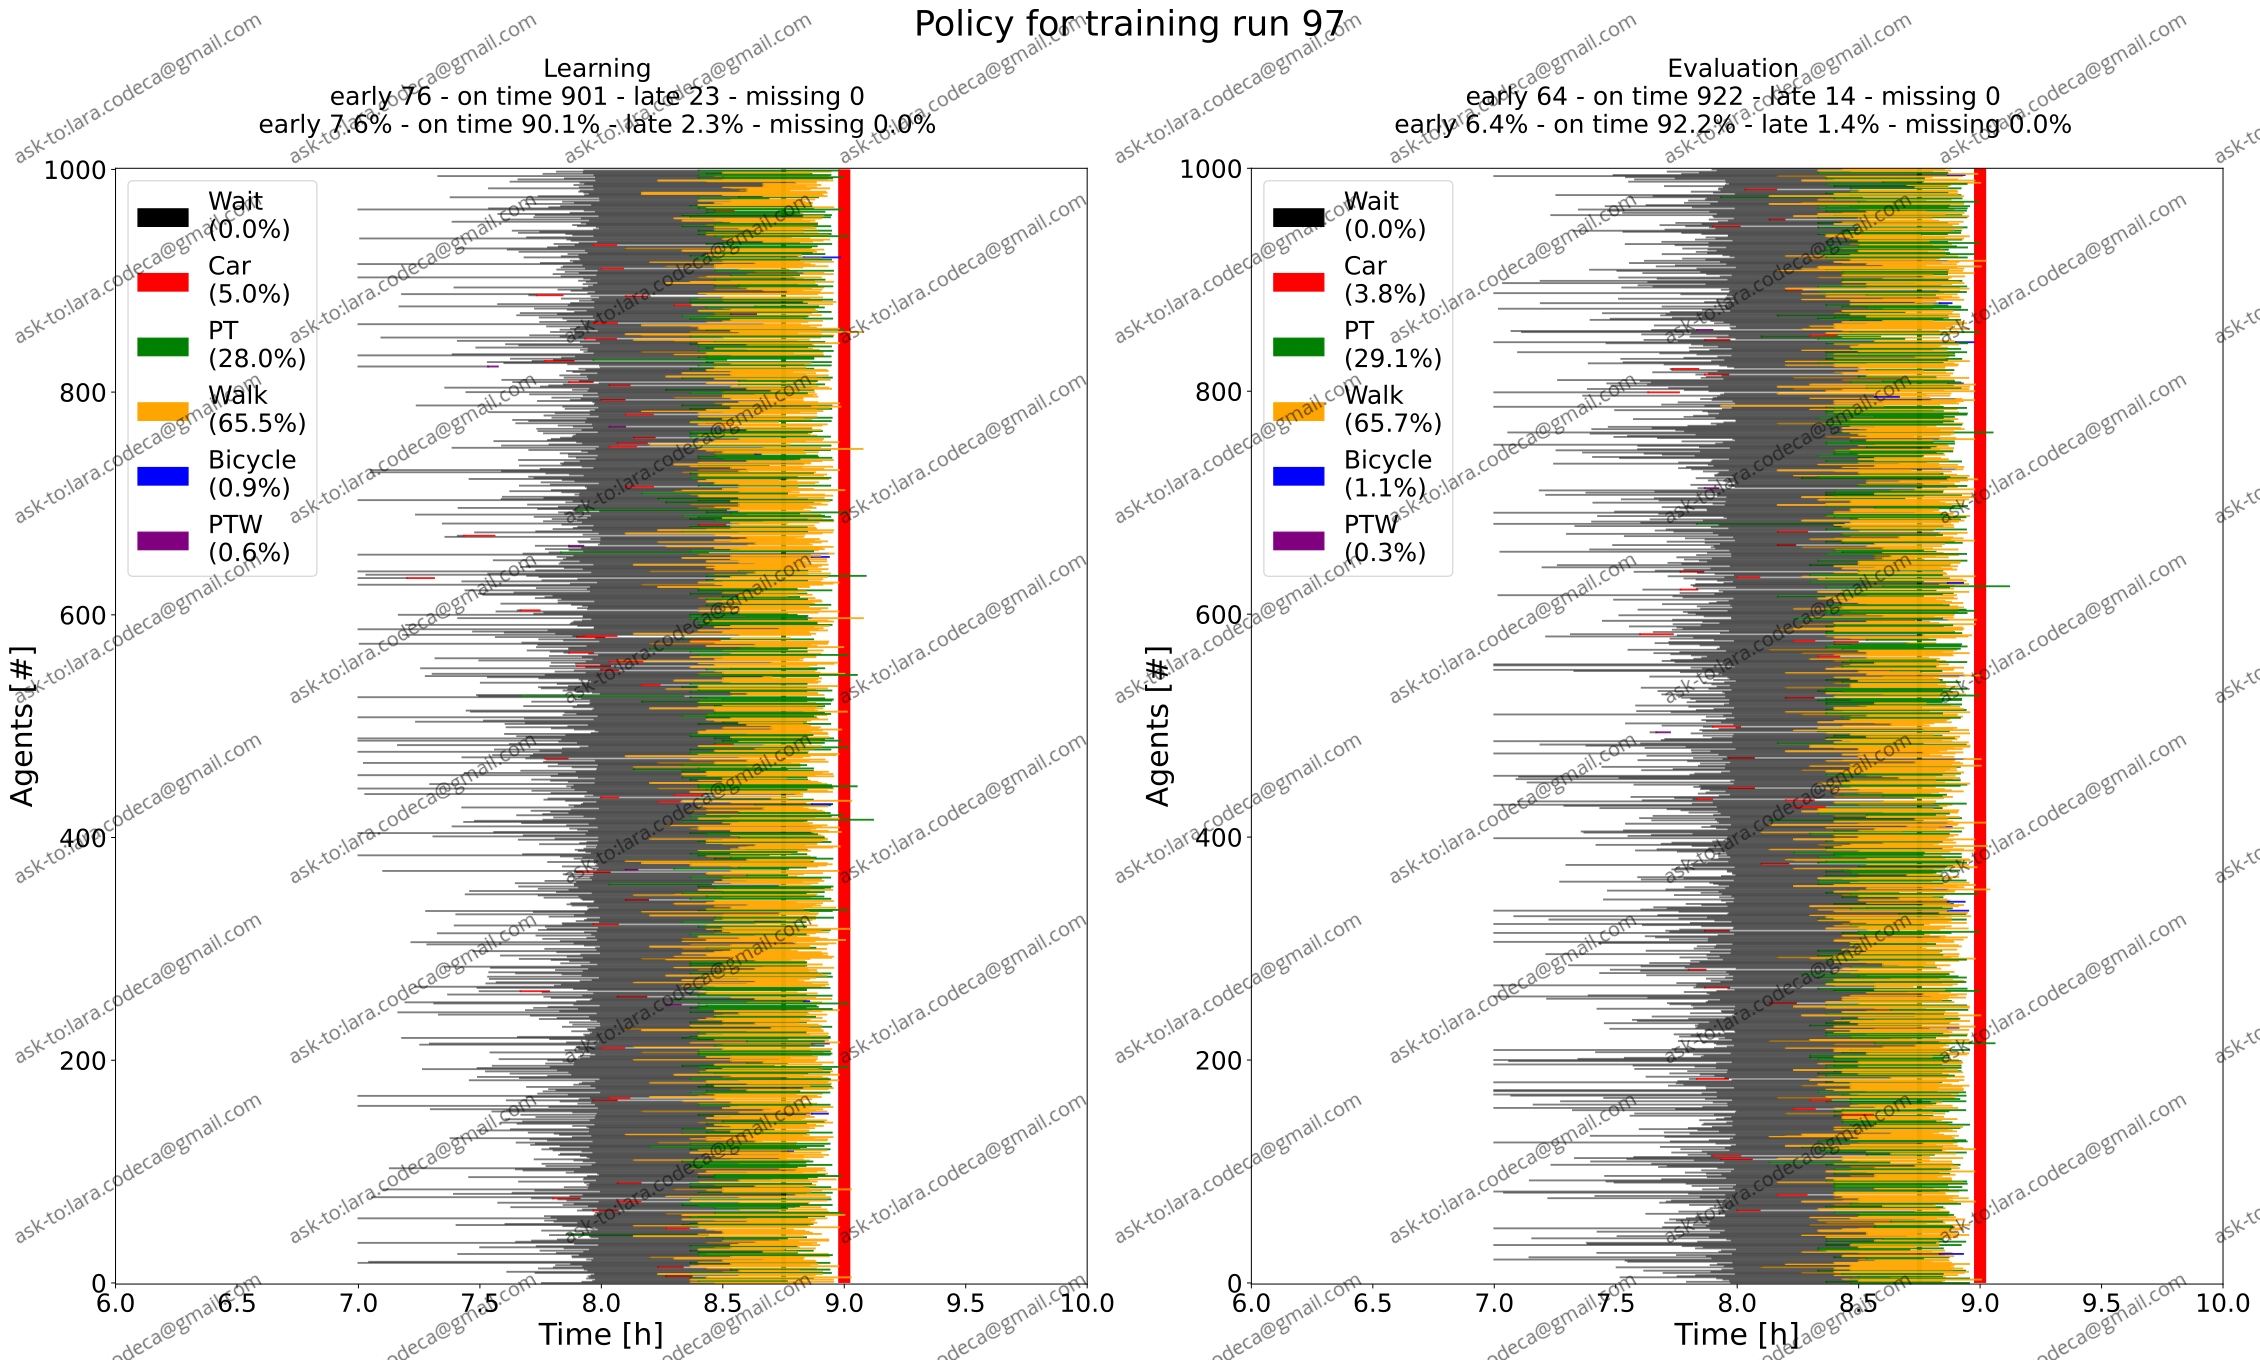 Policy for training run 97
Learning
early 76 - on time 901 - late 23 - missing 0
early 7.6% - on time 90.1% - late 2.3% - missing 0.0%
Wait
(0.0%)
Car
(5.0%)
PT
(28.0%)
Walk
(65.5%)
Bicycle
(0.9%)
PTW
(0.6%)
Agents [#]
1000
800
600
400
200
0
6.0 6.5 7.0 7.5 8.0 8.5 9.0 9.5 10.0
Time [h]
Evaluation
early 64 - on time 922 - late 14 - missing 0
early 6.4% - on time 92.2% - late 1.4% - missing 0.0%
Wait
(0.0%)
Car
(3.8%)
PT
(29.1%)
Walk
(65.7%)
Bicycle
(1.1%)
PTW
(0.3%)
Agents [#]
1000
800
600
400
200
0
6.0 6.5 7.0 7.5 8.0 8.5 9.0 9.5 10.0
Time [h]
ask-to:lara.codeca@gmail.com